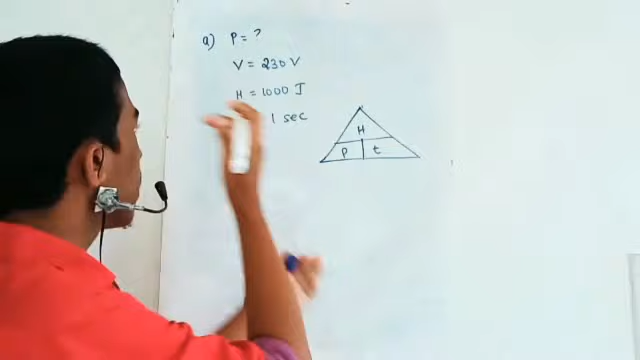 a) P = ?
V = 230 V
H = 1000 J
1 sec
H
P t